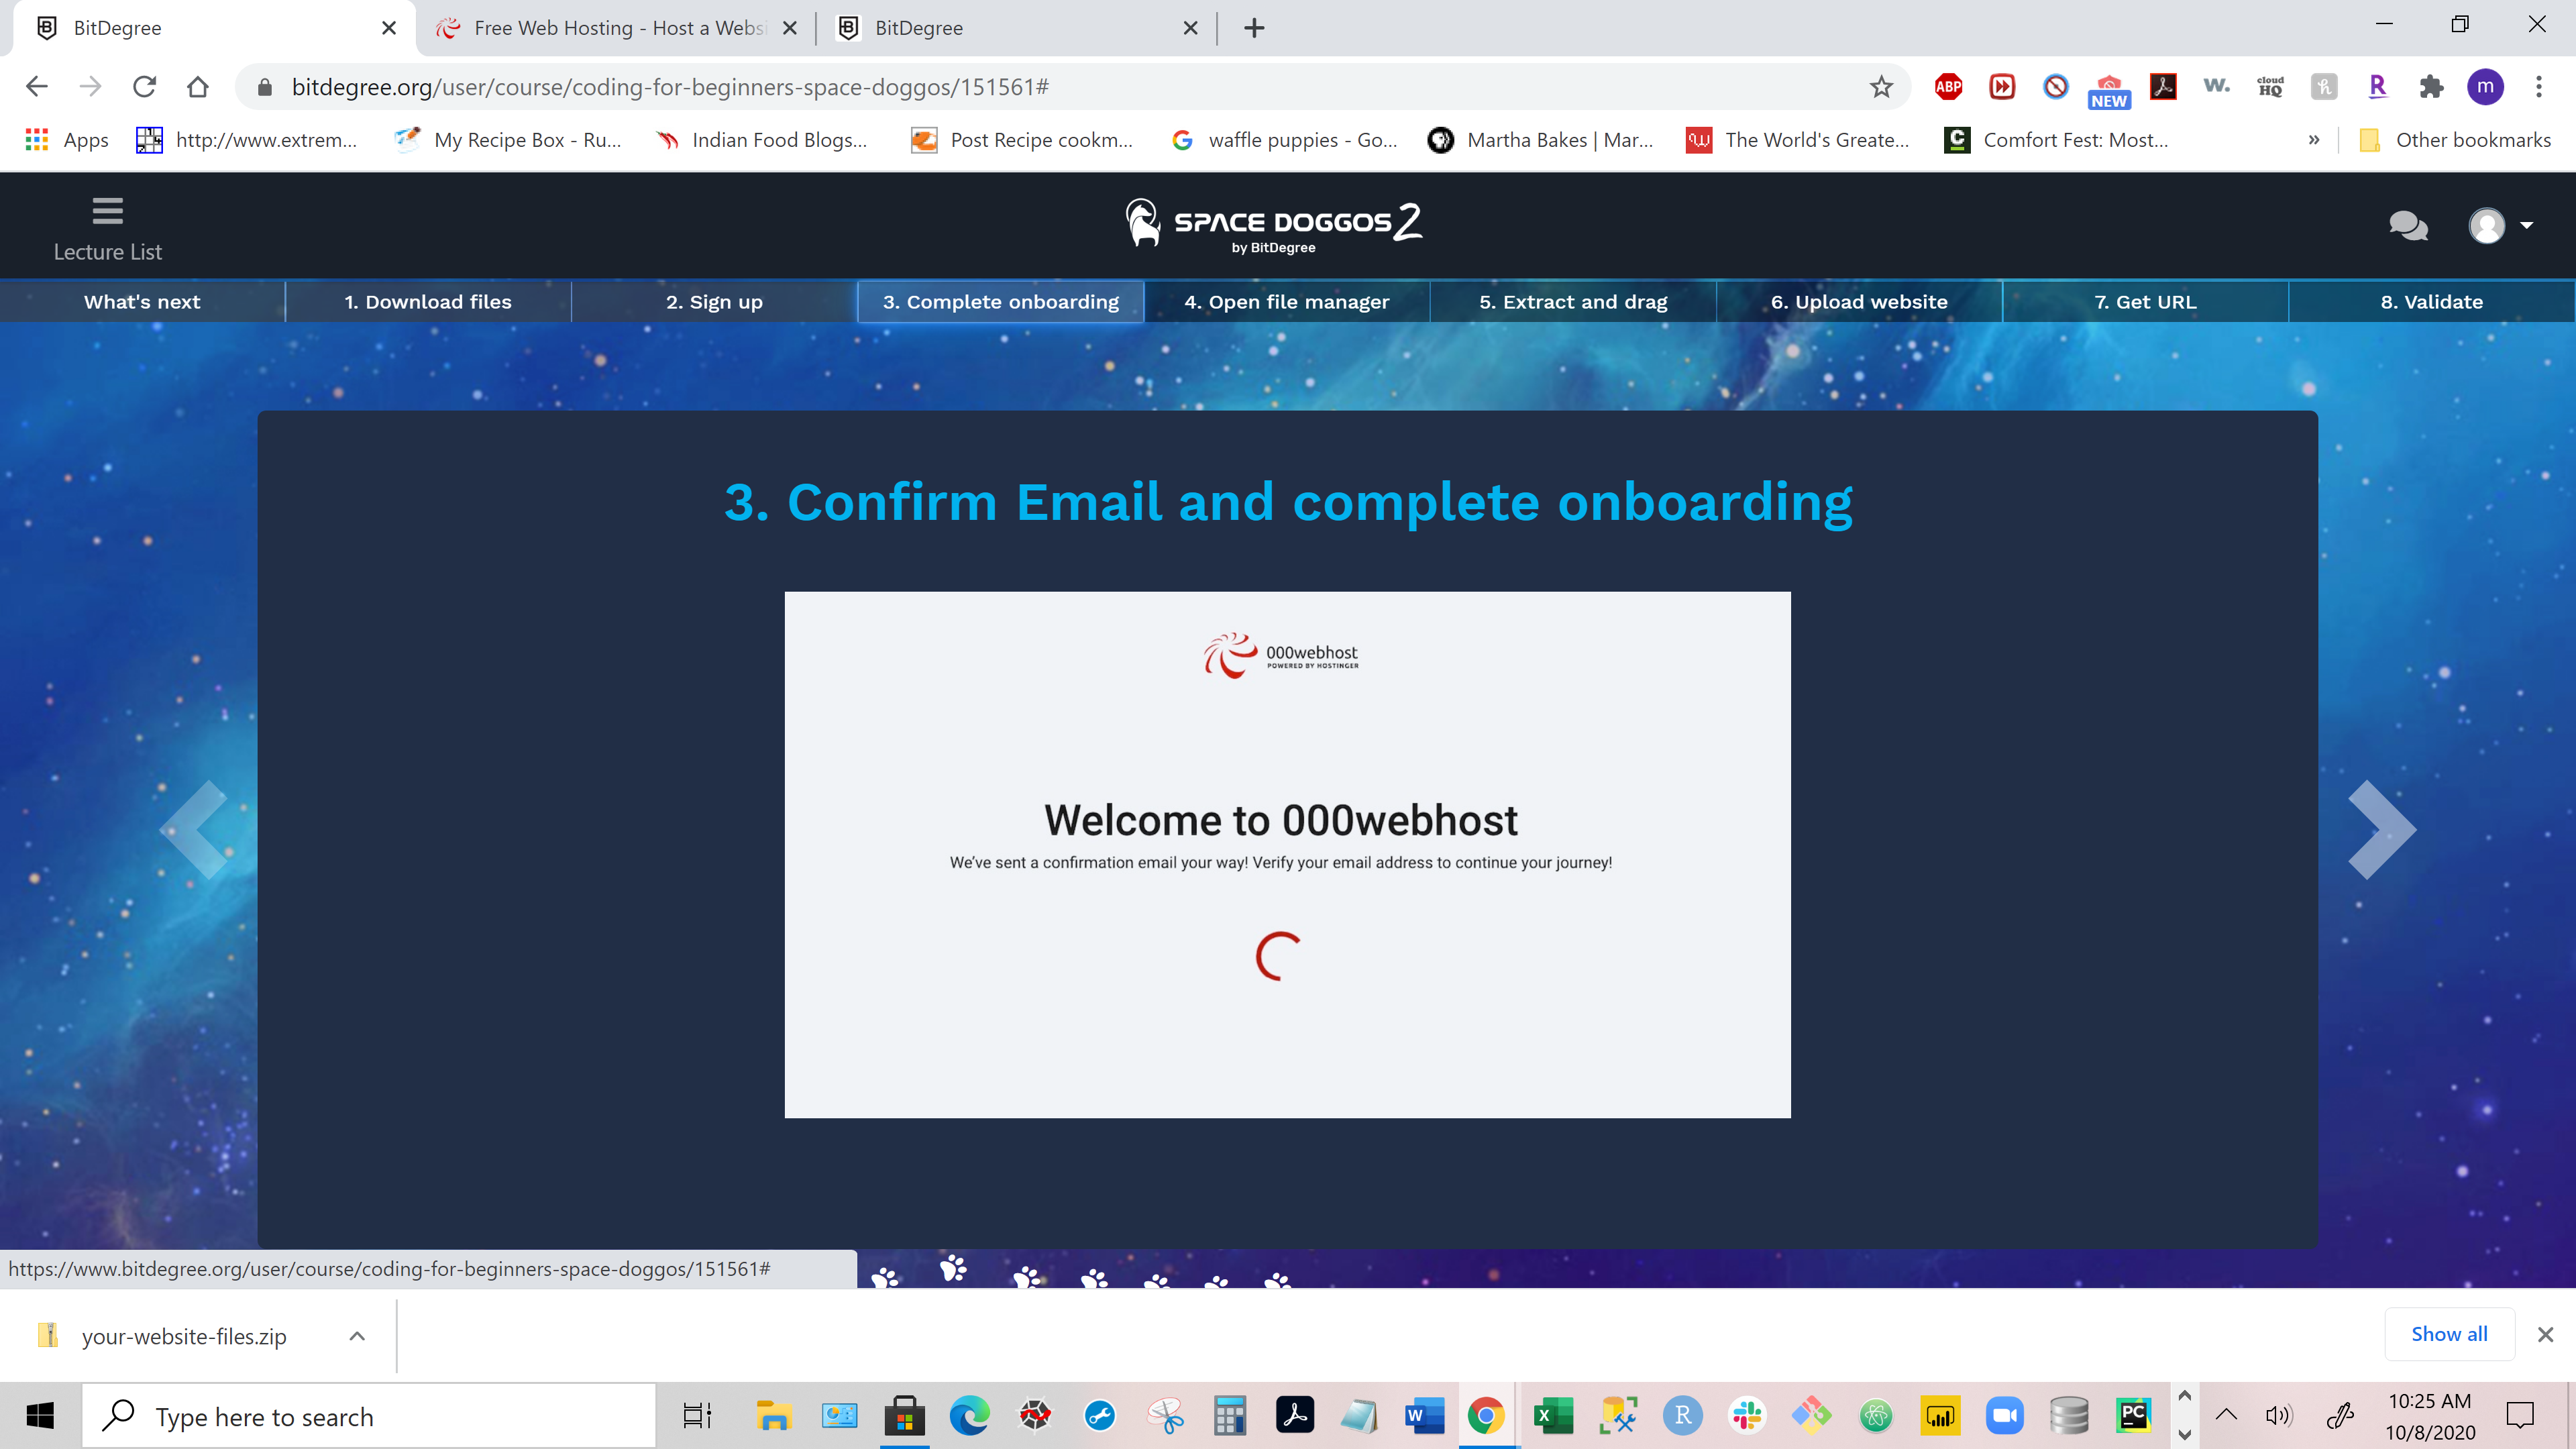 BitDegree
Free Web Hosting - Host a Websi
BitDegree
bitdegree.org/user/course/coding-for-beginners-space-doggos/151561#
ABP
NEW
w.
cloud HQ
h
R
m
Apps
http://www.extrem...
My Recipe Box - Ru...
Indian Food Blogs...
Post Recipe cookm...
waffle puppies - Go...
Martha Bakes | Mar...
The World's Greate...
Comfort Fest: Most...
»
Other bookmarks
Lecture List
SPACE DOGGOS 2
by BitDegree
What's next
1. Download files
2. Sign up
3. Complete onboarding
4. Open file manager
5. Extract and drag
6. Upload website
7. Get URL
8. Validate
3. Confirm Email and complete onboarding
000webhost
POWERED BY HOSTINGER
Welcome to 000webhost
We've sent a confirmation email your way! Verify your email address to continue your journey!
https://www.bitdegree.org/user/course/coding-for-beginners-space-doggos/151561#
your-website-files.zip
Show all
Type here to search
W
X
R
PC
10:25 AM
10/8/2020